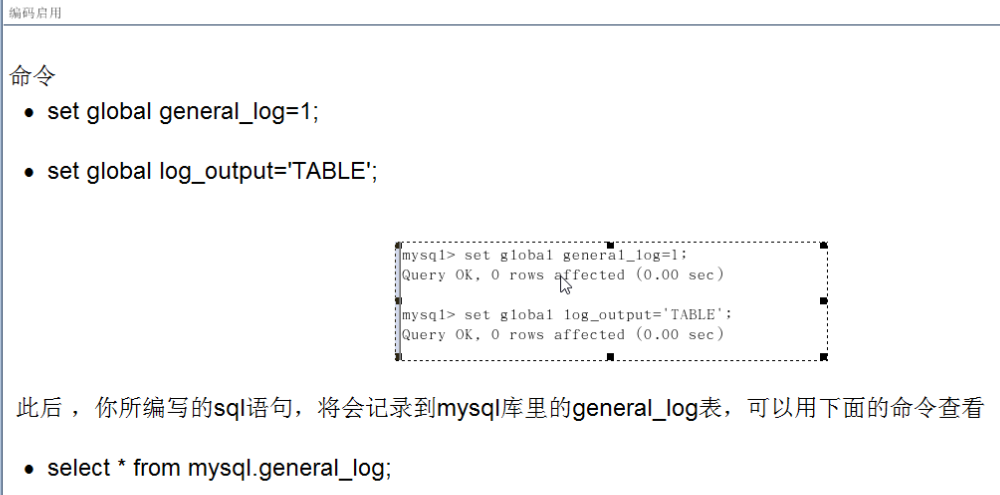 编码启用
命令
● set global general_log=1;
● set global log_output='TABLE';
mysql> set global general_log=1;
Query OK, 0 rows affected (0.00 sec)
mysql> set global log_output='TABLE';
Query OK, 0 rows affected (0.00 sec)
此后 ，你所编写的sql语句，将会记录到mysql库里的general_log表，可以用下面的命令查看
● select * from mysql.general_log;